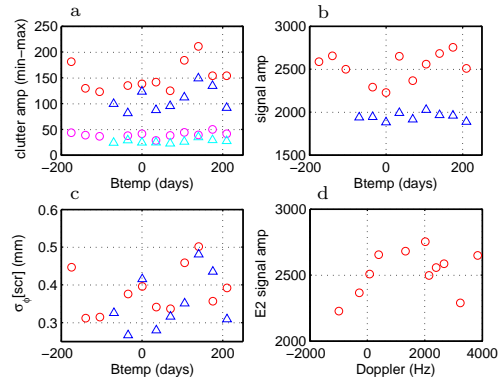 a
b
clutter amp (min−max)
250
200
150
100
50
0
−200
0
200
Btemp (days)
signal amp
3000
2500
2000
1500
−200
0
200
Btemp (days)
c
d
σϕ[scr] (mm)
0.6
0.5
0.4
0.3
−200
0
200
Btemp (days)
E2 signal amp
3000
2500
2000
−2000
0
2000
4000
Doppler (Hz)